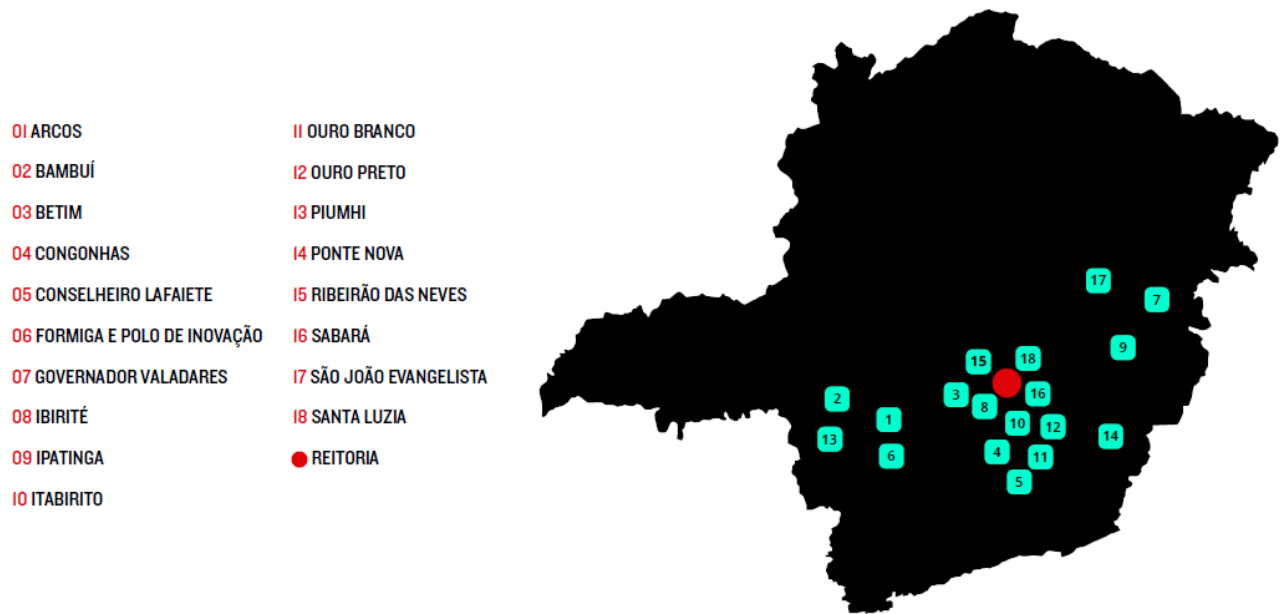 01 ARCOS
02 BAMBUÍ
03 BETIM
04 CONGONHAS
05 CONSELHEIRO LAFAIETE
06 FORMIGA E POLO DE INOVAÇÃO
07 GOVERNADOR VALADARES
08 IBIRITÉ
09 IPATINGA
10 ITABIRITO
11 OURO BRANCO
12 OURO PRETO
13 PIUMHI
14 PONTE NOVA
15 RIBEIRÃO DAS NEVES
16 SABARÁ
17 SÃO JOÃO EVANGELISTA
18 SANTA LUZIA
REITORIA
17
7
9
15
18
3
16
2
8
1
10
12
13
14
6
4
11
5